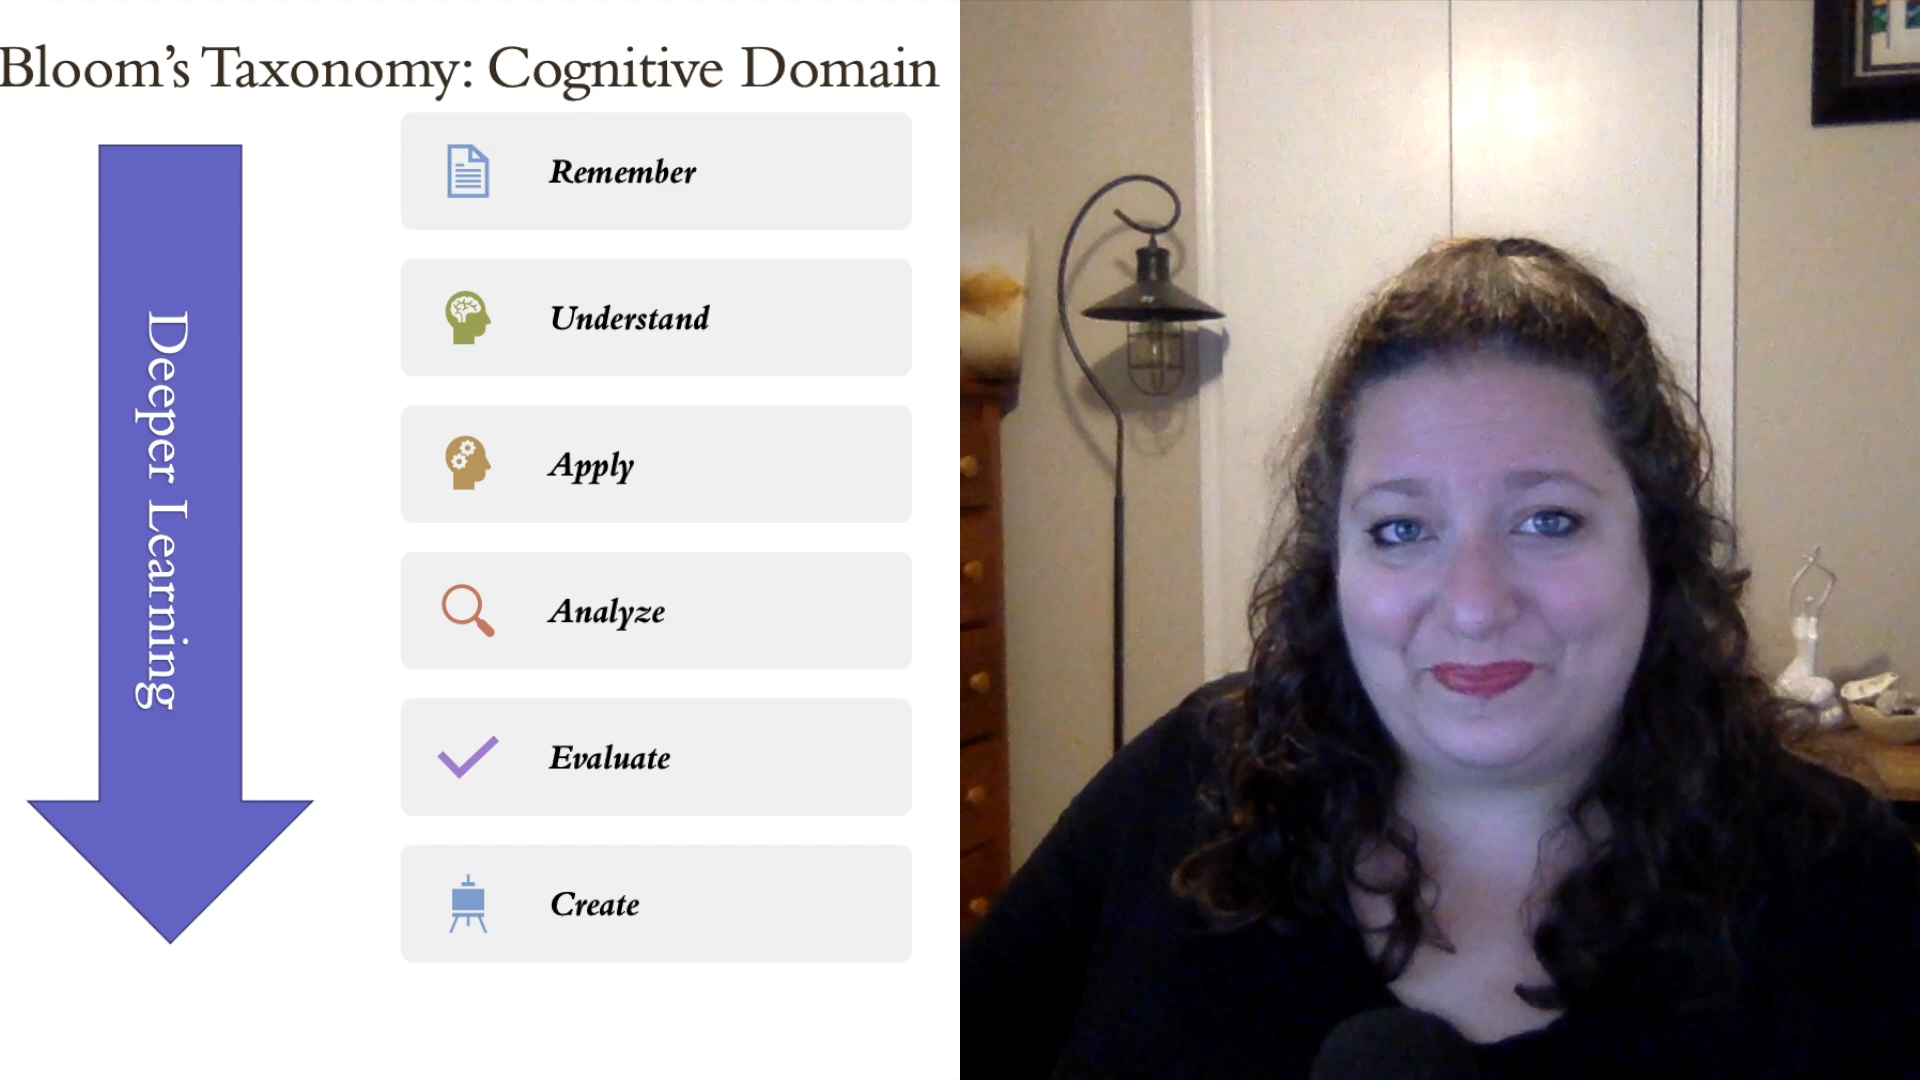 Bloom’s Taxonomy: Cognitive Domain
Deeper Learning
Remember
Understand
Apply
Analyze
Evaluate
Create